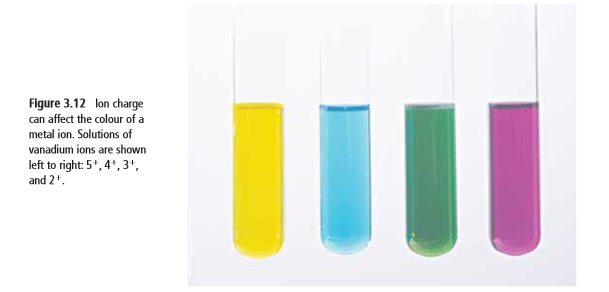 Figure 3.12 Ion charge
can affect the colour of a
metal ion. Solutions of
vanadium ions are shown
left to right: 5+, 4+, 3+,
and 2+.